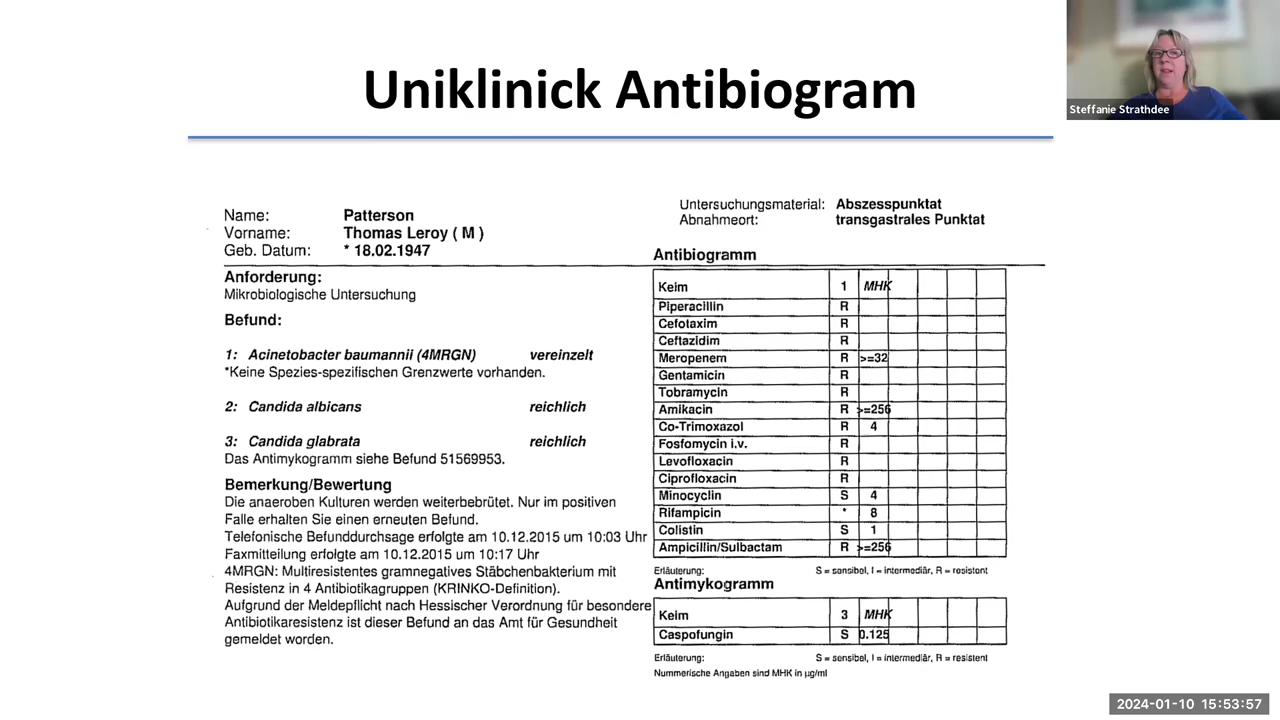 Uniklinick Antibiogram
Steffanie Strathdee
Name: Patterson
Vorname: Thomas Leroy ( M )
Geb. Datum: * 18.02.1947
Untersuchungsmaterial: Abszesspunktat
Abnahmeort: transgastrales Punktat
Anforderung:
Mikrobiologische Untersuchung
Befund:
1: Acinetobacter baumannii (4MRGN) vereinzelt
*Keine Spezies-spezifischen Grenzwerte vorhanden.
2: Candida albicans reichlich
3: Candida glabrata reichlich
Das Antimykogramm siehe Befund 51569953.
Bemerkung/Bewertung
Die anaeroben Kulturen werden weiterbebrütet. Nur im positiven
Falle erhalten Sie einen erneuten Befund.
Telefonische Befunddurchsage erfolgte am 10.12.2015 um 10:03 Uhr
Faxmitteilung erfolgte am 10.12.2015 um 10:17 Uhr
4MRGN: Multiresistentes gramnegatives Stäbchenbakterium mit
Resistenz in 4 Antibiotikagruppen (KRINKO-Definition).
Aufgrund der Meldepflicht nach Hessischer Verordnung für besondere
Antibiotikaresistenz ist dieser Befund an das Amt für Gesundheit
gemeldet worden.
Antibiogramm
Keim 1 MHK
Piperacillin R
Cefotaxim R
Ceftazidim R
Meropenem R >=32
Gentamicin R
Tobramycin R
Amikacin R >=256
Co-Trimoxazol R 4
Fosfomycin i.v. R
Levofloxacin R
Ciprofloxacin R
Minocyclin S 4
Rifampicin * 8
Colistin S 1
Ampicillin/Sulbactam R >=256
Erläuterung: S = sensibel, I = intermediär, R = resistent
Antimykogramm
Keim 3 MHK
Caspofungin S 0.125
Erläuterung: S = sensibel, I = intermediär, R = resistent
Nummerische Angaben sind MHK in µg/ml
2024-01-10 15:53:57